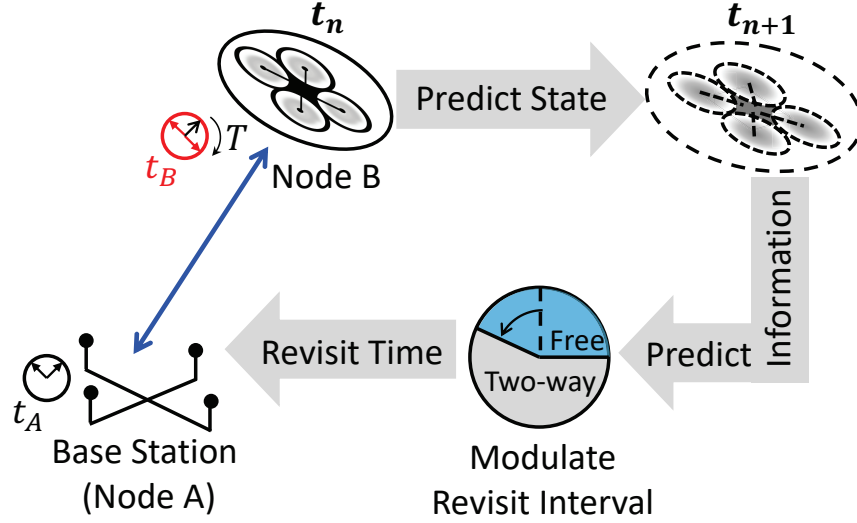 t_n
t_{n+1}
Predict State
T
t_B
Node B
Information
Predict
Free
Two-way
Revisit Time
t_A
Base Station
(Node A)
Modulate
Revisit Interval